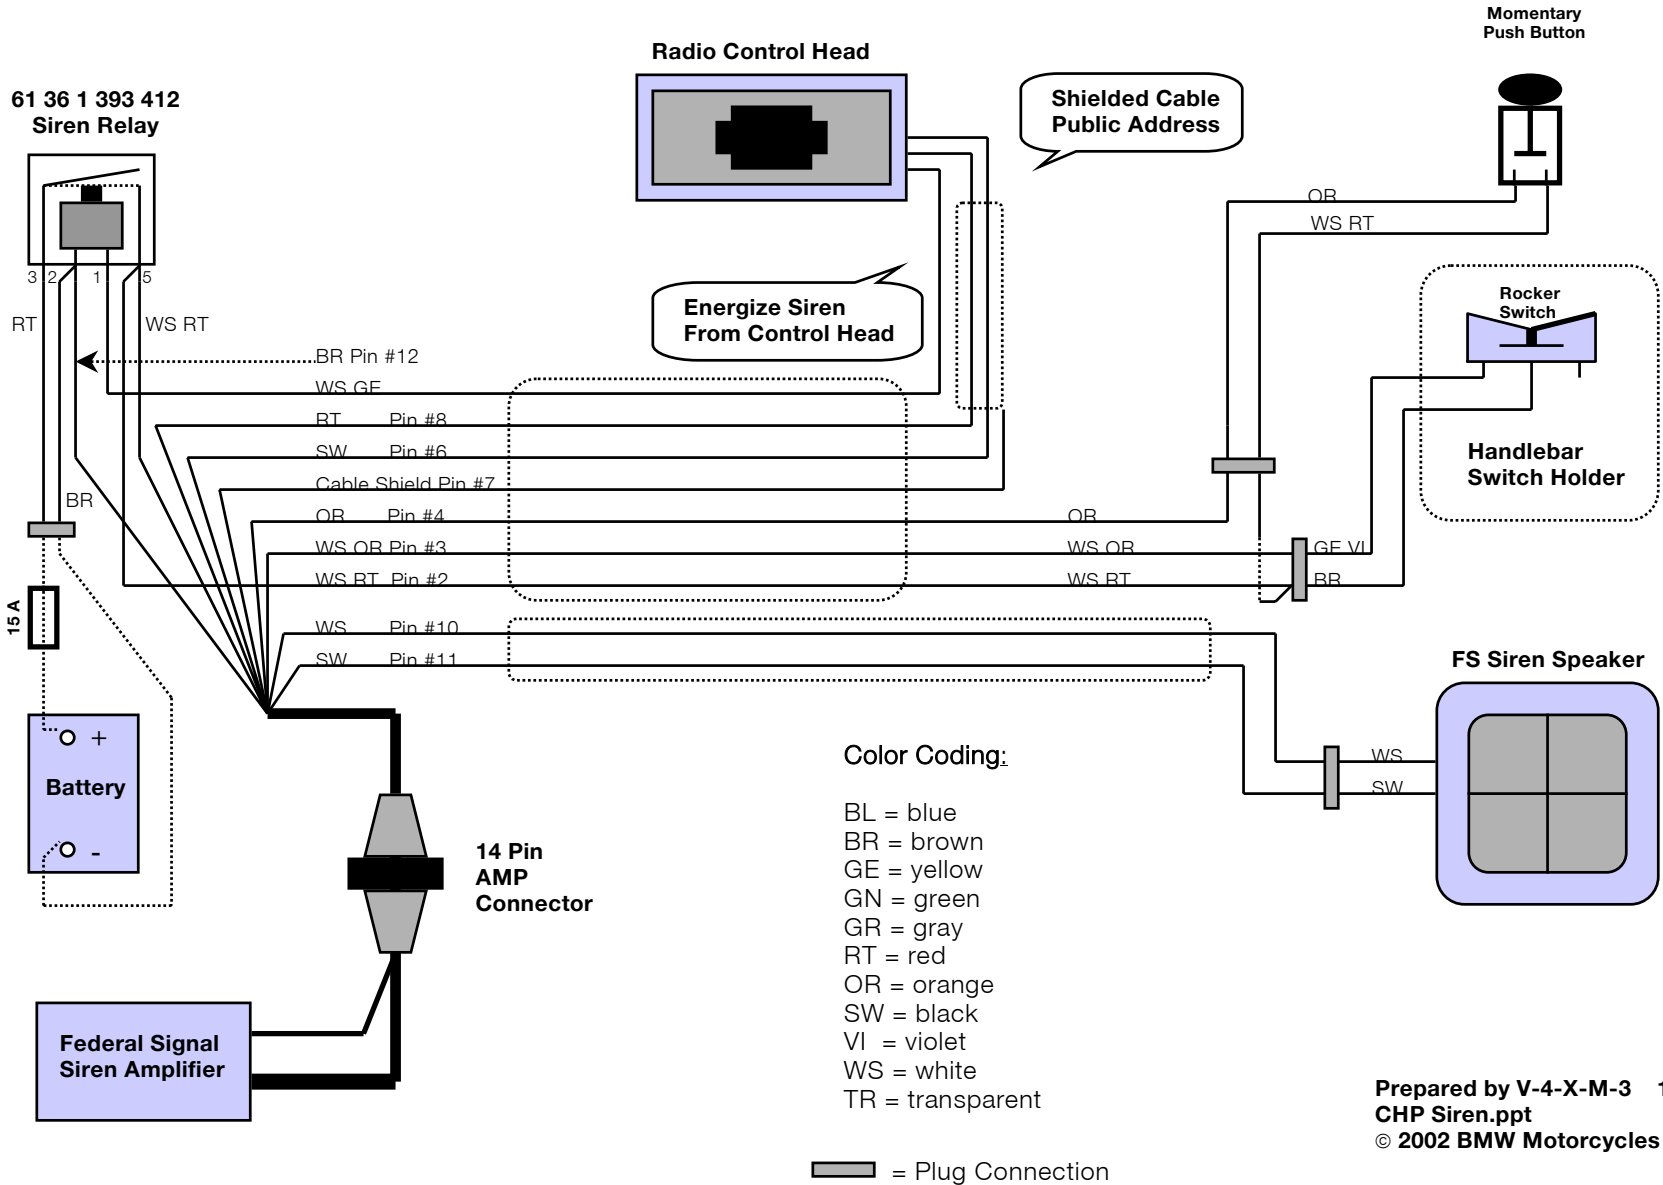 Momentary
Push Button
Radio Control Head
61 36 1 393 412
Siren Relay
Shielded Cable
Public Address
OR
WS RT
3 2 1 5
Rocker
Switch
Energize Siren
From Control Head
RT
WS RT
BR Pin #12
WS GE
RT Pin #8
SW Pin #6
Handlebar
Switch Holder
Cable Shield Pin #7
BR
OR Pin #4
OR
WS OR Pin #3
WS OR
GE VI
WS RT Pin #2
WS RT
BR
15 A
WS Pin #10
SW Pin #11
FS Siren Speaker
+
Battery
-
WS
SW
Color Coding:
BL = blue
BR = brown
GE = yellow
GN = green
GR = gray
RT = red
OR = orange
SW = black
VI = violet
WS = white
TR = transparent
14 Pin
AMP
Connector
Federal Signal
Siren Amplifier
Prepared by V-4-X-M-3 1
CHP Siren.ppt
© 2002 BMW Motorcycles
= Plug Connection